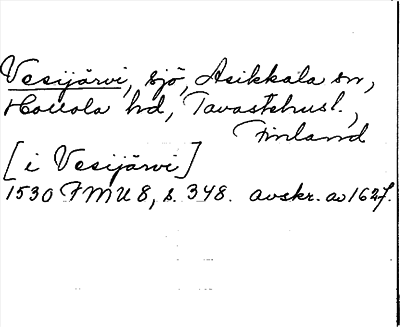 Vesijärvi, sjö, Asikkala sn,
Hollola hd, Tavastehusl.,
Finland
[i Vesijärvi]
1530 FMU 8, s. 348. avskr. av 1627.